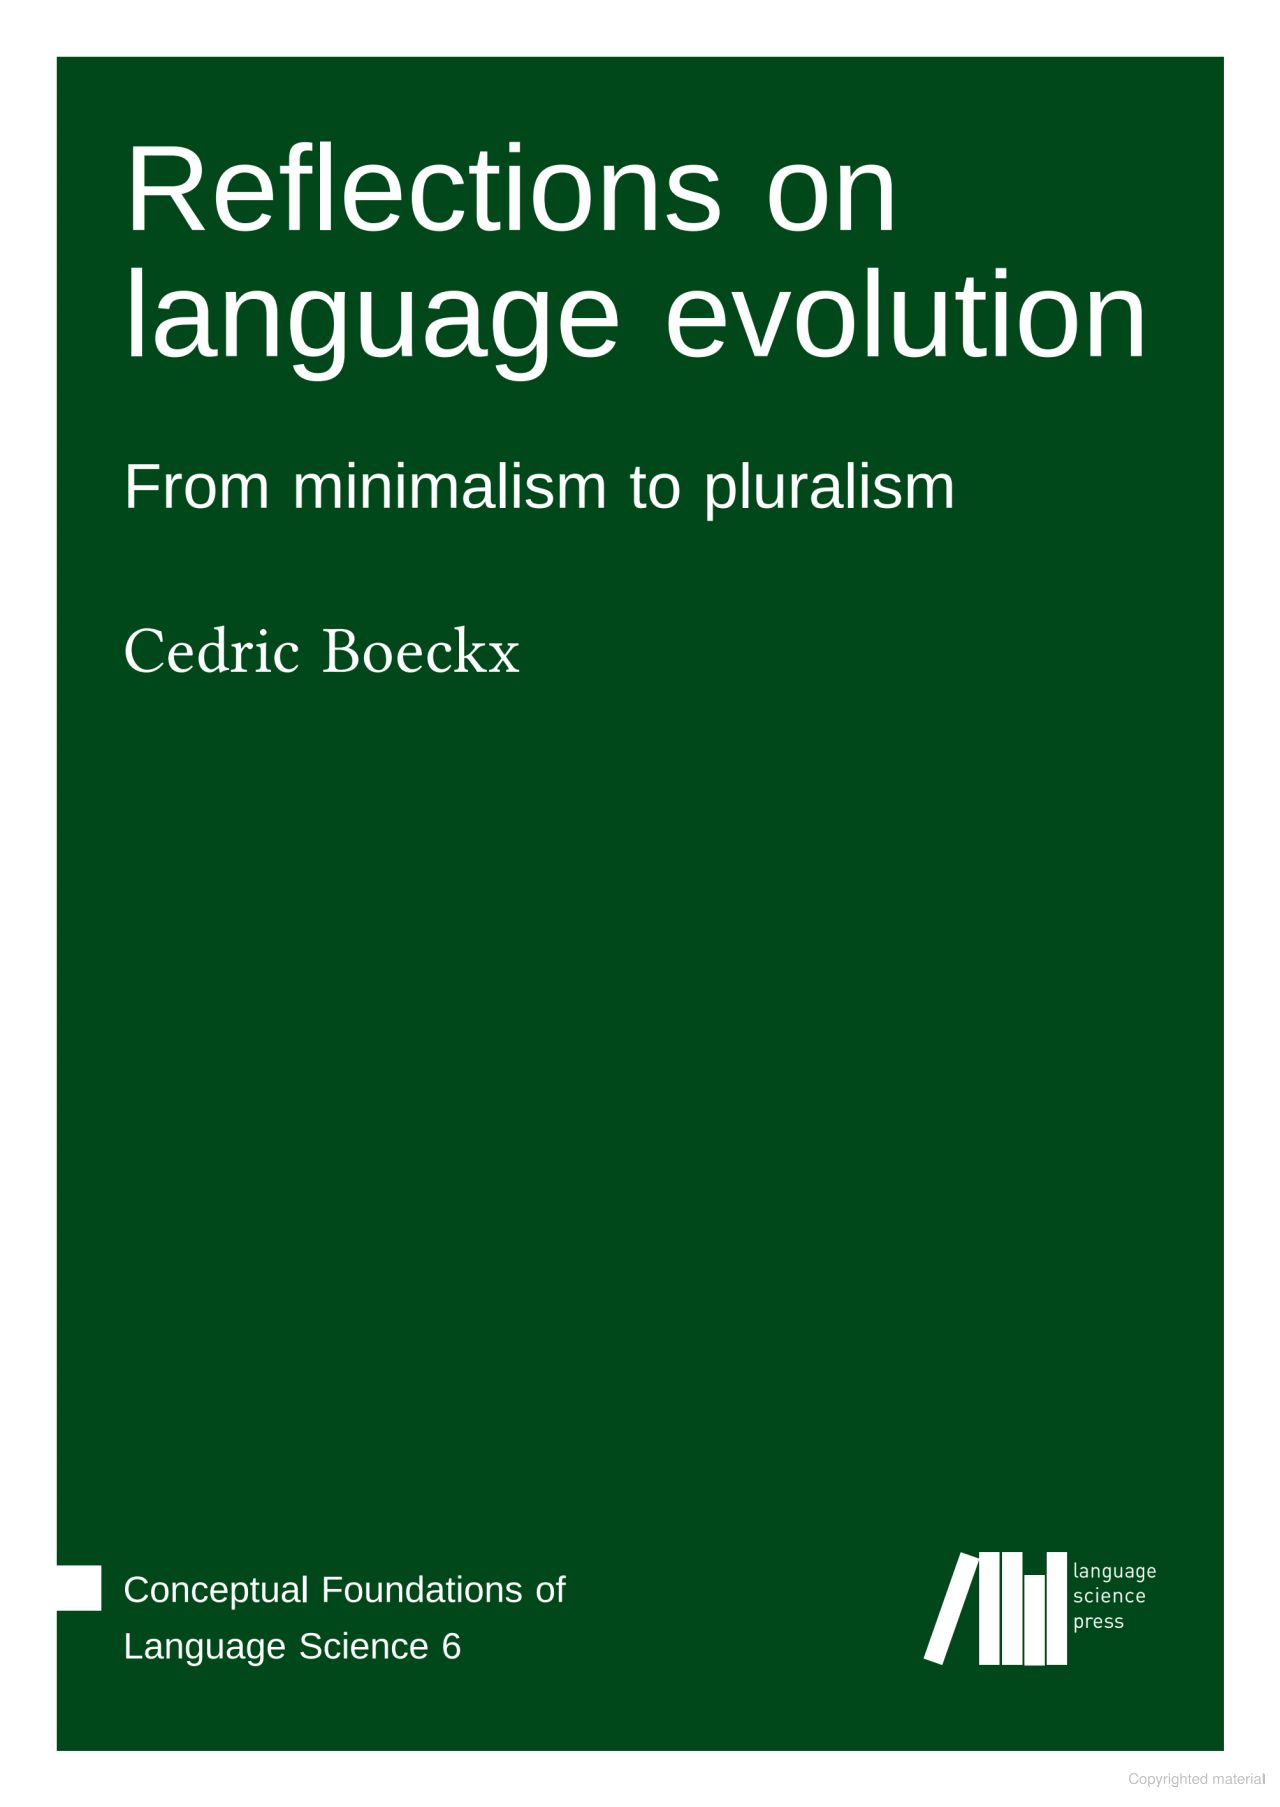 Reflections on
language evolution
From minimalism to pluralism
Cedric Boeckx
Conceptual Foundations of
Language Science 6
language
science
press
Copyrighted material